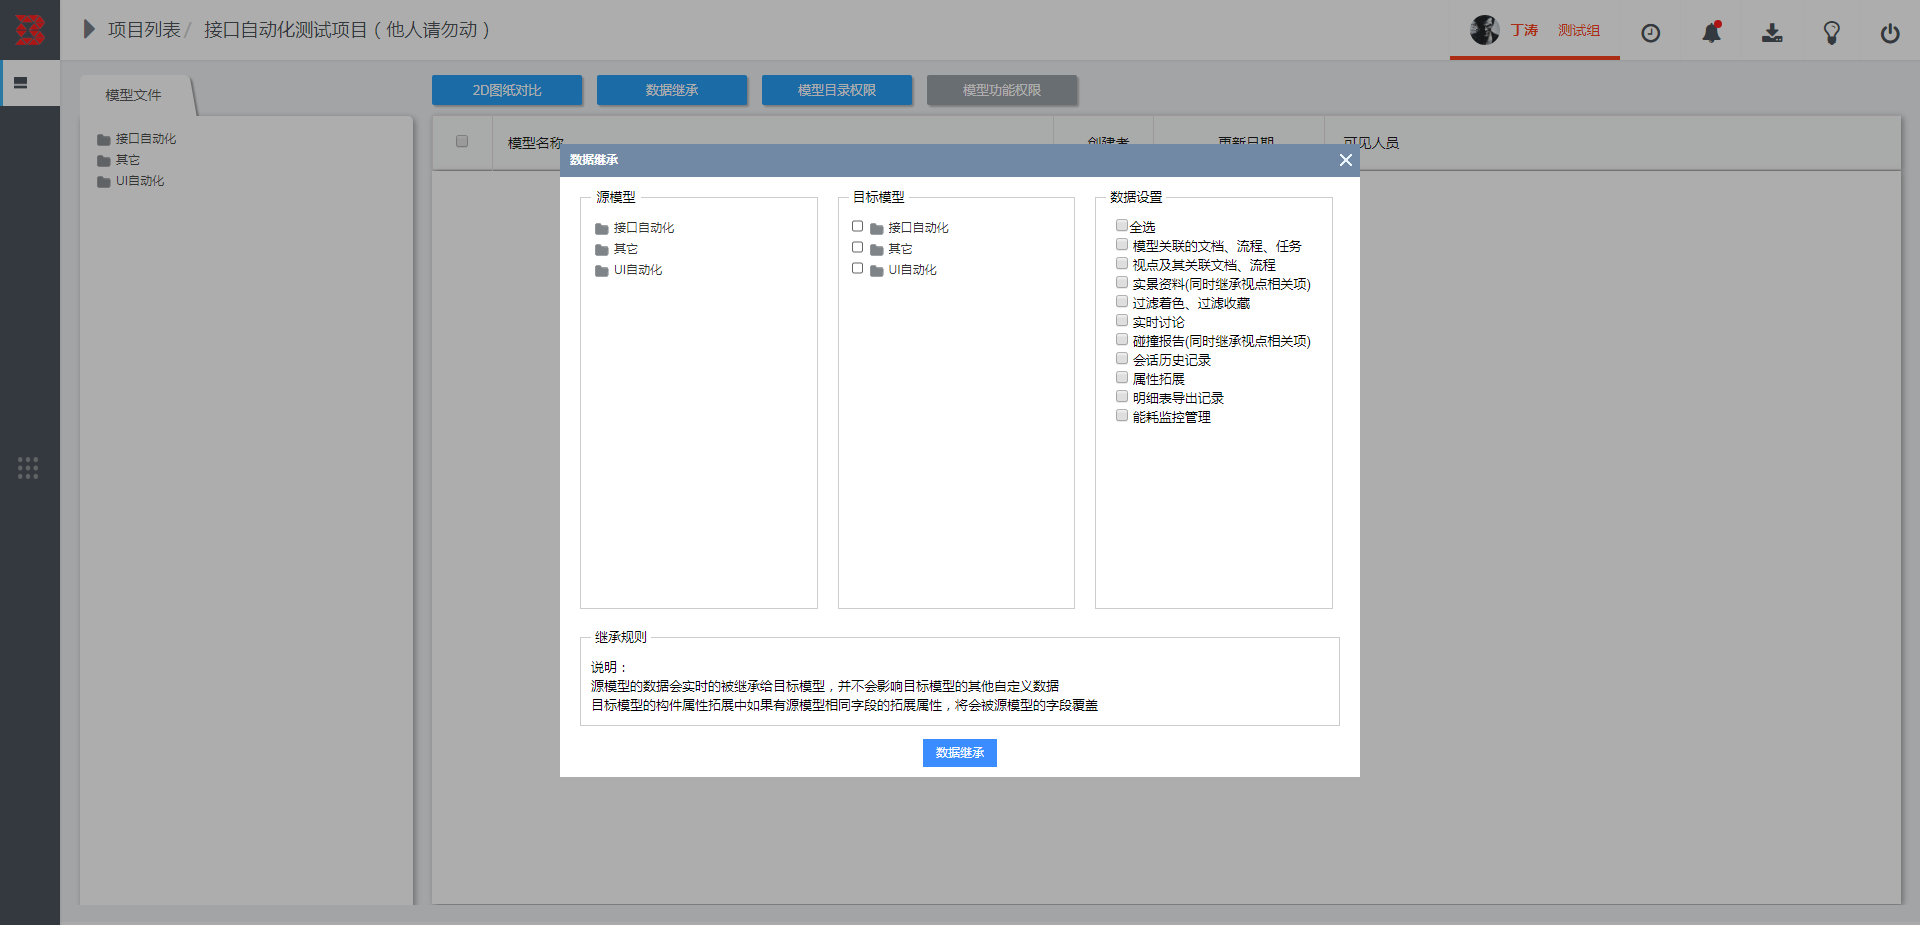 项目列表 / 接口自动化测试项目（他人请勿动）
丁涛 测试组
模型文件
2D图纸对比 数据继承 模型目录权限 模型功能权限
接口自动化
其它
UI自动化
模型名称 创建者 更新日期 可见人员
数据继承
源模型
接口自动化
其它
UI自动化
目标模型
接口自动化
其它
UI自动化
数据设置
全选
模型关联的文档、流程、任务
视点及其关联文档、流程
实景资料(同时继承视点相关项)
过滤着色、过滤收藏
实时讨论
碰撞报告(同时继承视点相关项)
会话历史记录
属性拓展
明细表导出记录
能耗监控管理
继承规则
说明：
源模型的数据会实时的被继承给目标模型，并不会影响目标模型的其他自定义数据
目标模型的构件属性拓展中如果有源模型相同字段的拓展属性，将会被源模型的字段覆盖
数据继承